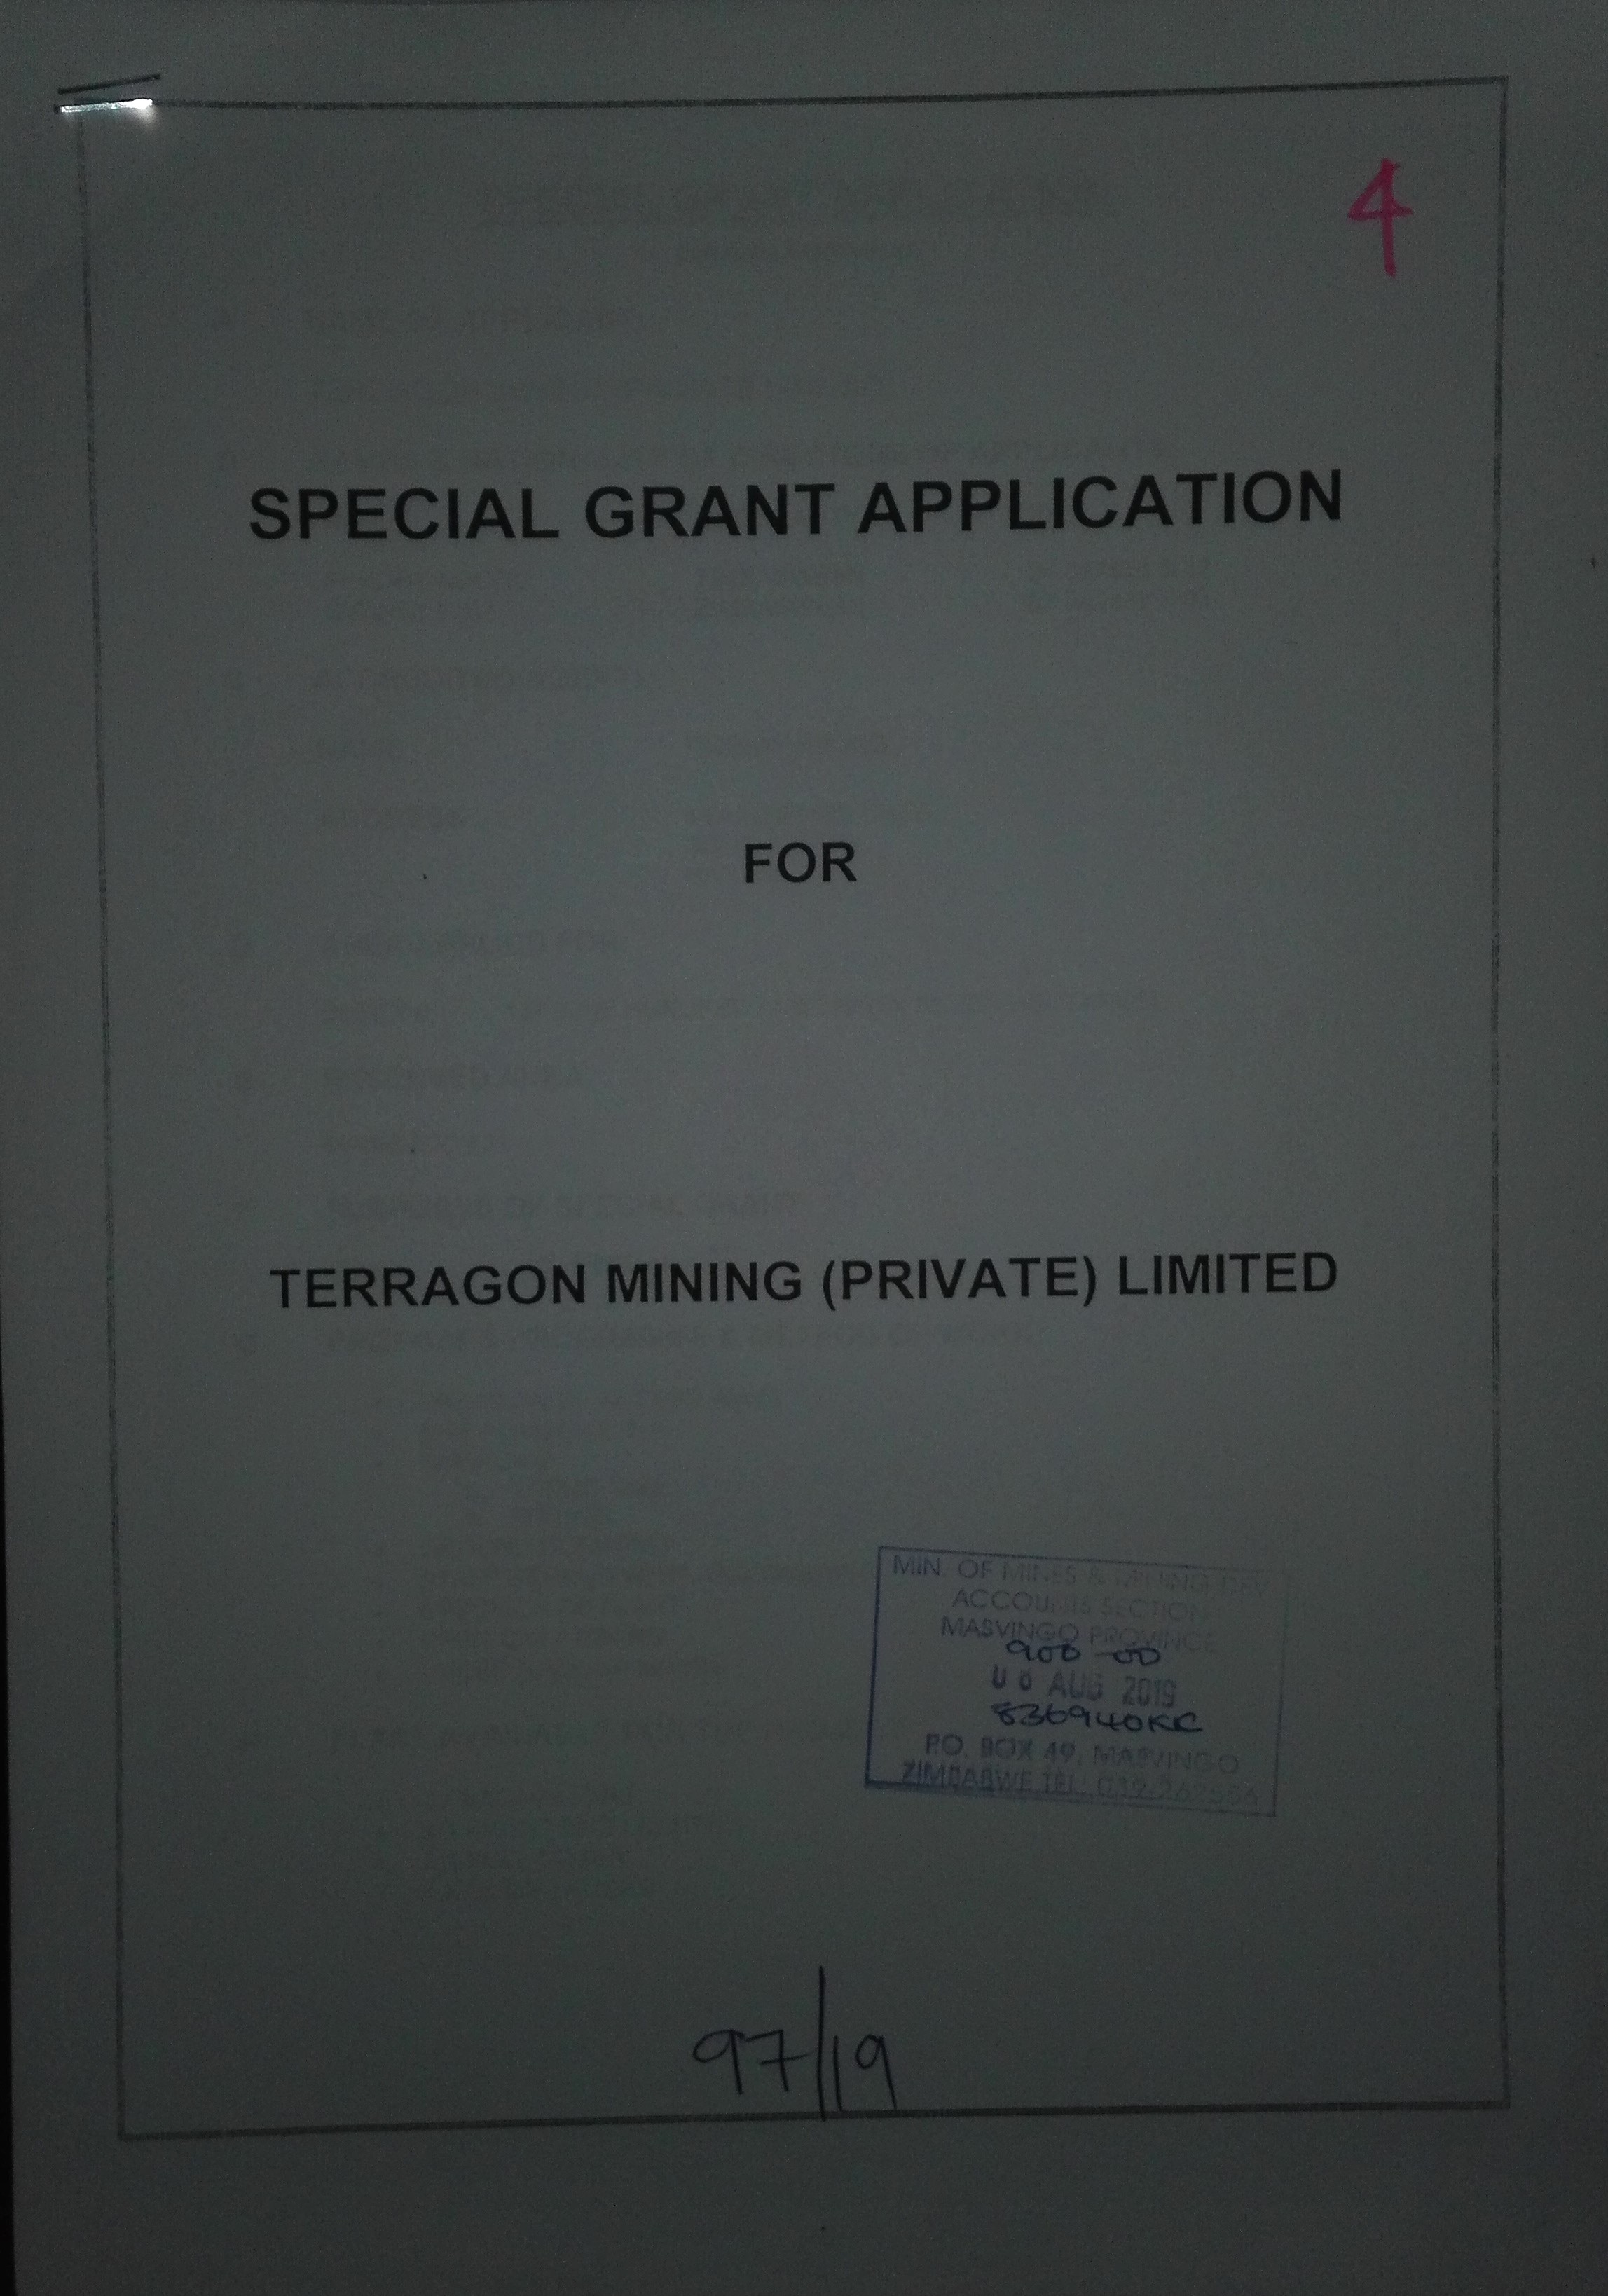 4
SPECIAL GRANT APPLICATION
FOR
TERRAGON MINING (PRIVATE) LIMITED
MIN. OF MINES & MINING DEV
ACCOUNTS SECTION
MASVINGO PROVINCE
900-00
06 AUG 2019
836940KC
P.O. BOX 49, MASVINGO
ZIMBABWE TEL: 039-262556
97/19